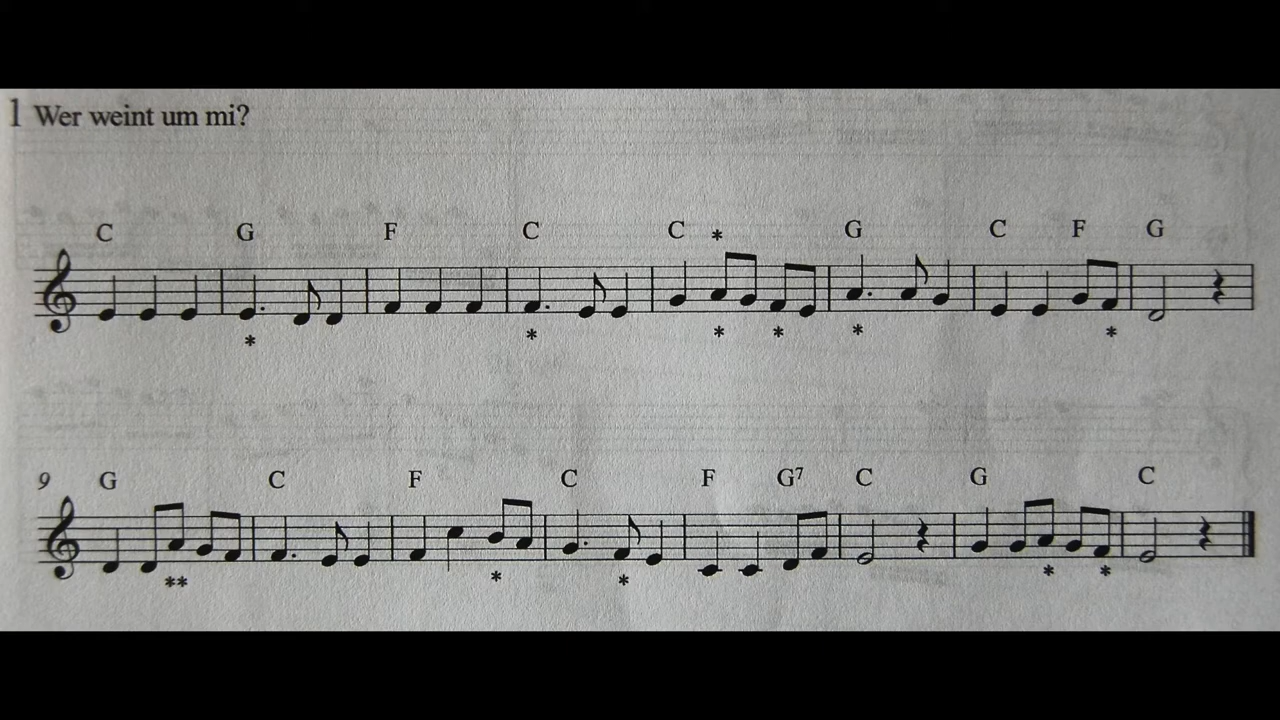 1 Wer weint um mi?
C G F C C * G C F G
* * * * * *
9 G C F C F G7 C G C
** * * * *